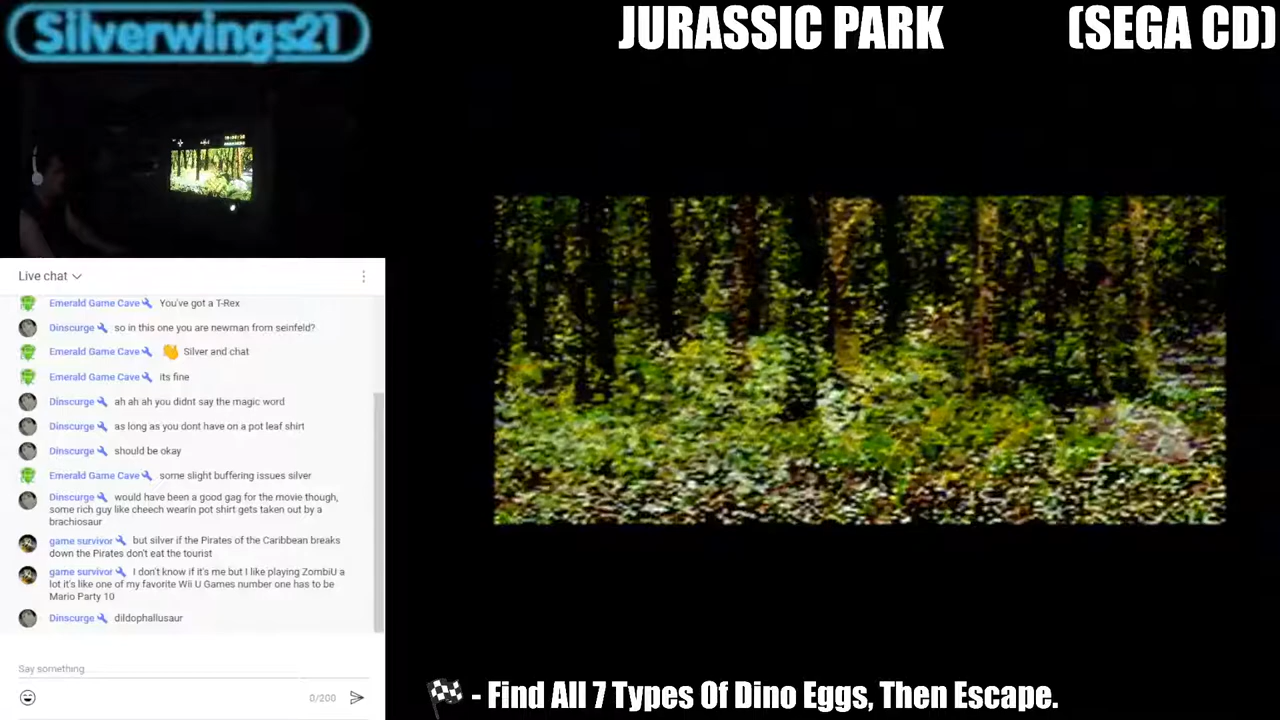 Silverwings21
JURASSIC PARK (SEGA CD)
Live chat
Emerald Game Cave You've got a T-Rex
Dinscurge so in this one you are newman from seinfeld?
Emerald Game Cave 👏 Silver and chat
Emerald Game Cave its fine
Dinscurge ah ah ah you didnt say the magic word
Dinscurge as long as you dont have on a pot leaf shirt
Dinscurge should be okay
Emerald Game Cave some slight buffering issues silver
Dinscurge would have been a good gag for the movie though,
some rich guy like cheech wearin pot shirt gets taken out by a
brachiosaur
game survivor but silver if the Pirates of the Caribbean breaks
down the Pirates don't eat the tourist
game survivor I don't know if it's me but I like playing ZombiU a
lot it's like one of my favorite Wii U Games number one has to be
Mario Party 10
Dinscurge dildophallusaur
Say something...
0/200
- Find All 7 Types Of Dino Eggs, Then Escape.